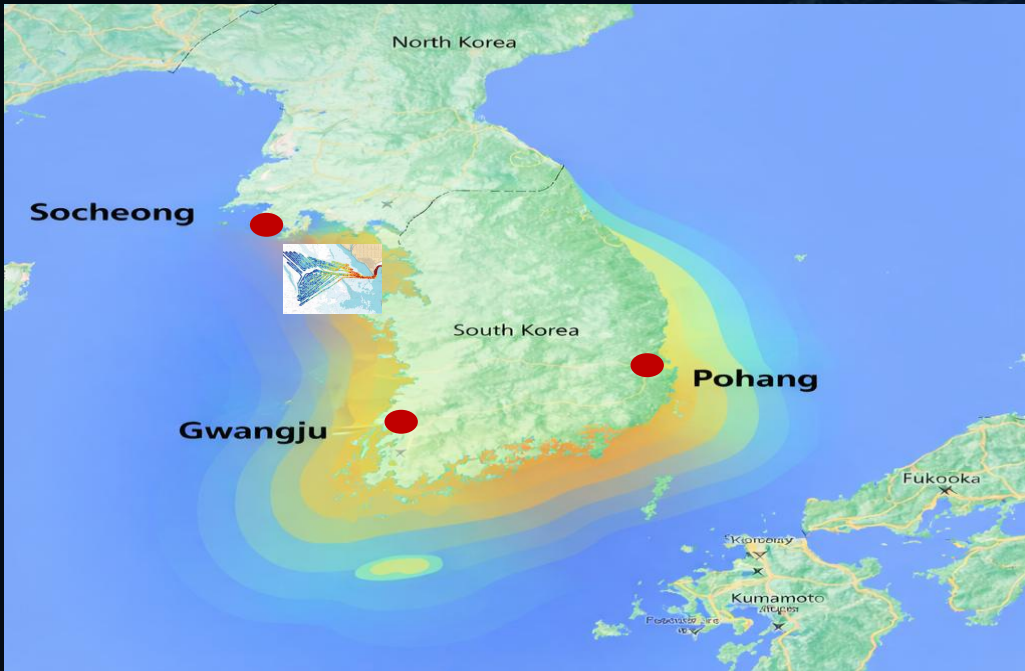 North Korea
Socheong
South Korea
Pohang
Gwangju
Fukooka
Kumamoto